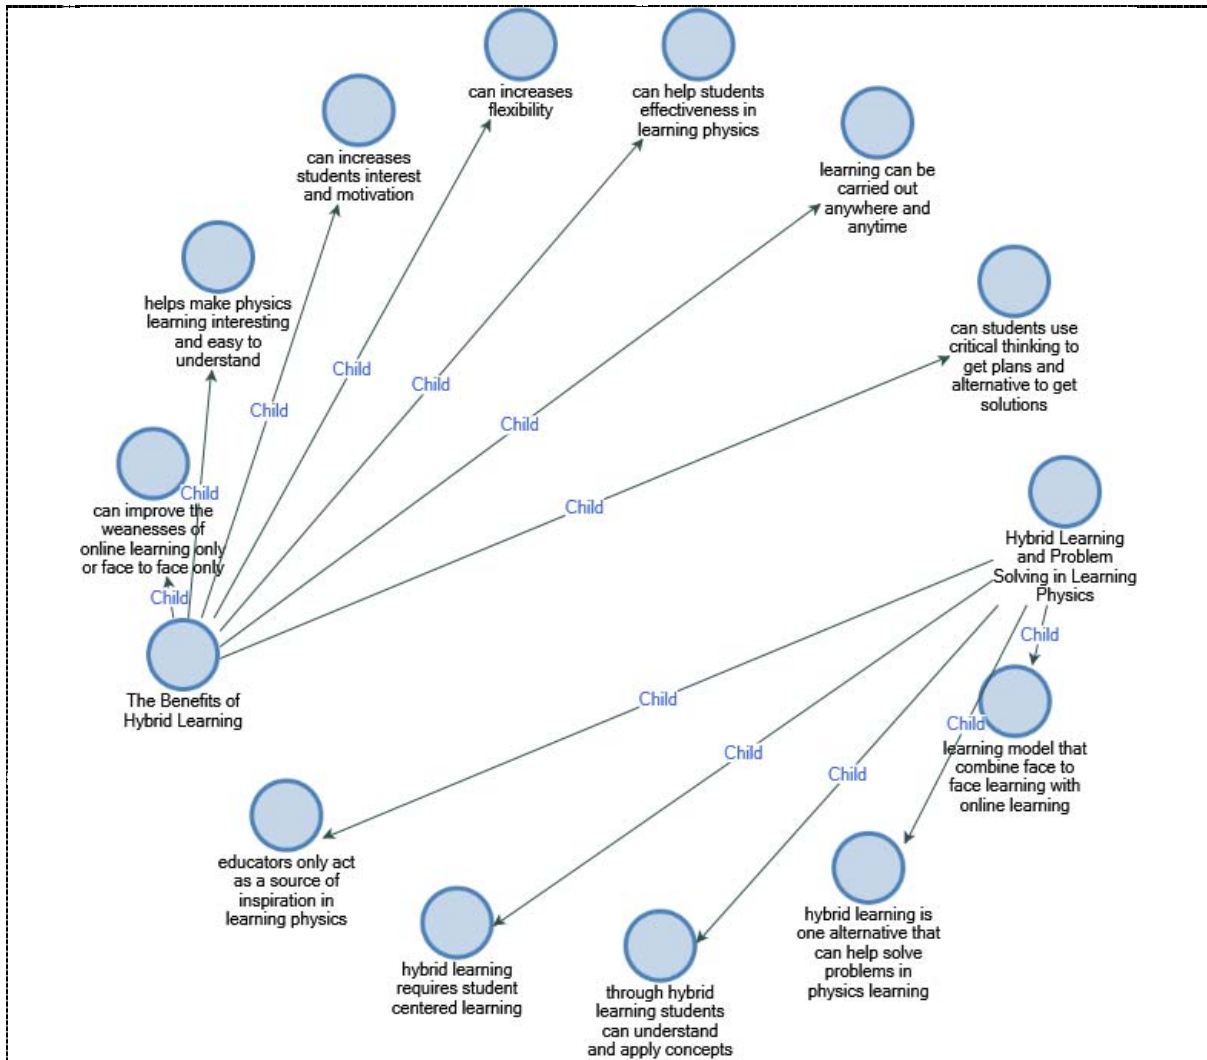 can increases
flexibility
can help students
effectiveness in
learning physics
can increases
students interest
and motivation
learning can be
carried out
anywhere and
anytime
helps make physics
learning interesting
and easy to
understand
can students use
critical thinking to
get plans and
alternative to get
solutions
Child
Child
Child
Child
Child
Child
Child
can improve the
weanesses of
online learning only
or face to face only
The Benefits of
Hybrid Learning
Hybrid Learning
and Problem
Solving in Learning
Physics
Child
Child
Child
Child
Child
learning model that
combine face to
face learning with
online learning
educators only act
as a source of
inspiration in
learning physics
hybrid learning is
one alternative that
can help solve
problems in
physics learning
hybrid learning
requires student
centered learning
through hybrid
learning students
can understand
and apply concepts